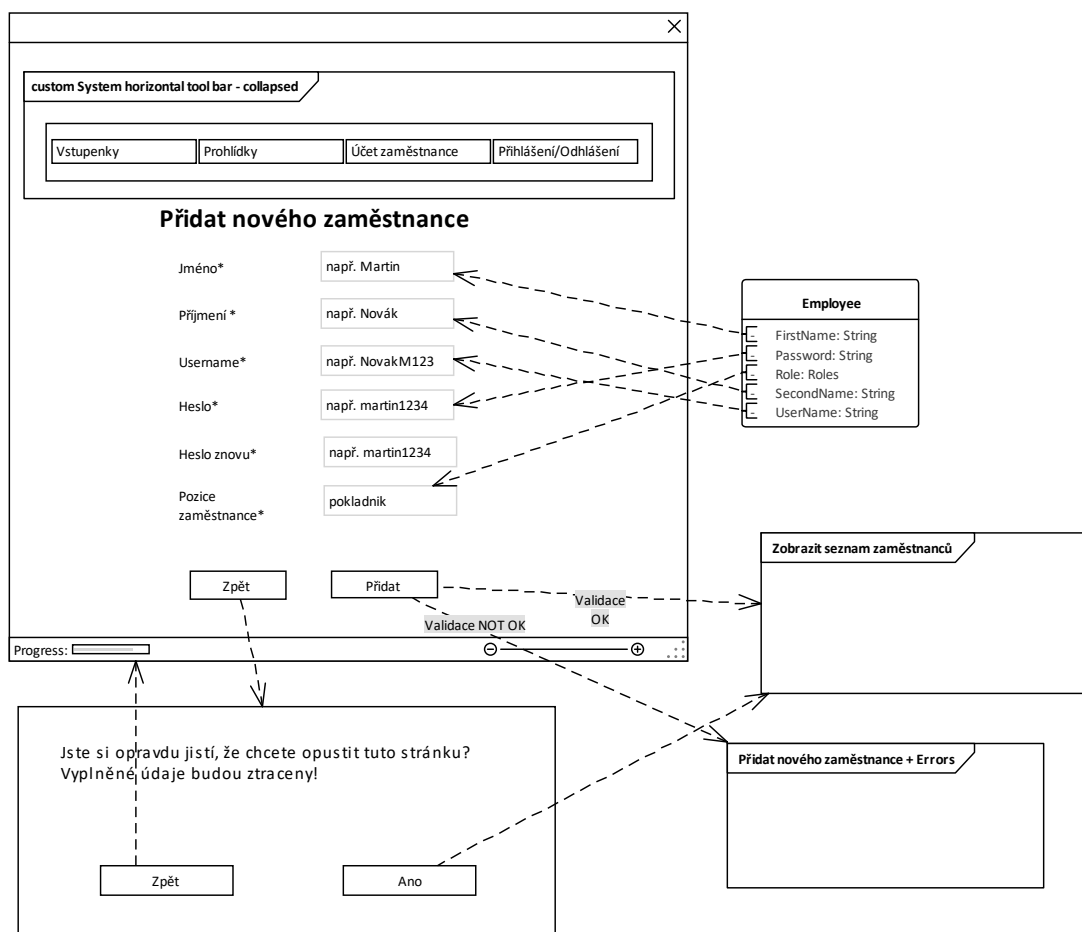 custom System horizontal tool bar - collapsed
Vstupenky
Prohlídky
Účet zaměstnance
Přihlášení/Odhlášení
Přidat nového zaměstnance
Jméno*
např. Martin
Příjmení *
např. Novák
Username*
např. NovakM123
Heslo*
např. martin1234
Heslo znovu*
např. martin1234
Pozice
zaměstnance*
pokladnik
Employee
- FirstName: String
- Password: String
- Role: Roles
- SecondName: String
- UserName: String
Zpět
Přidat
Validace
OK
Validace NOT OK
Progress:
Zobrazit seznam zaměstnanců
Přidat nového zaměstnance + Errors
Jste si opravdu jistí, že chcete opustit tuto stránku?
Vyplněné údaje budou ztraceny!
Zpět
Ano